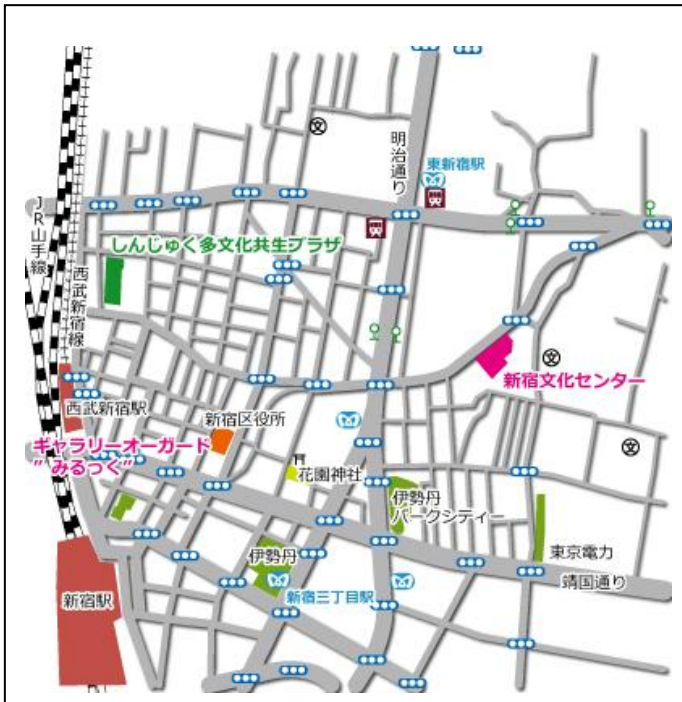 明治通り
東新宿駅
JR山手線
しんじゅく多文化共生プラザ
西武新宿線
新宿文化センター
西武新宿駅
新宿区役所
ギャラリーオーガード
”みるっく”
花園神社
伊勢丹
パークシティー
伊勢丹
東京電力
靖国通り
新宿三丁目駅
新宿駅
文
文
文